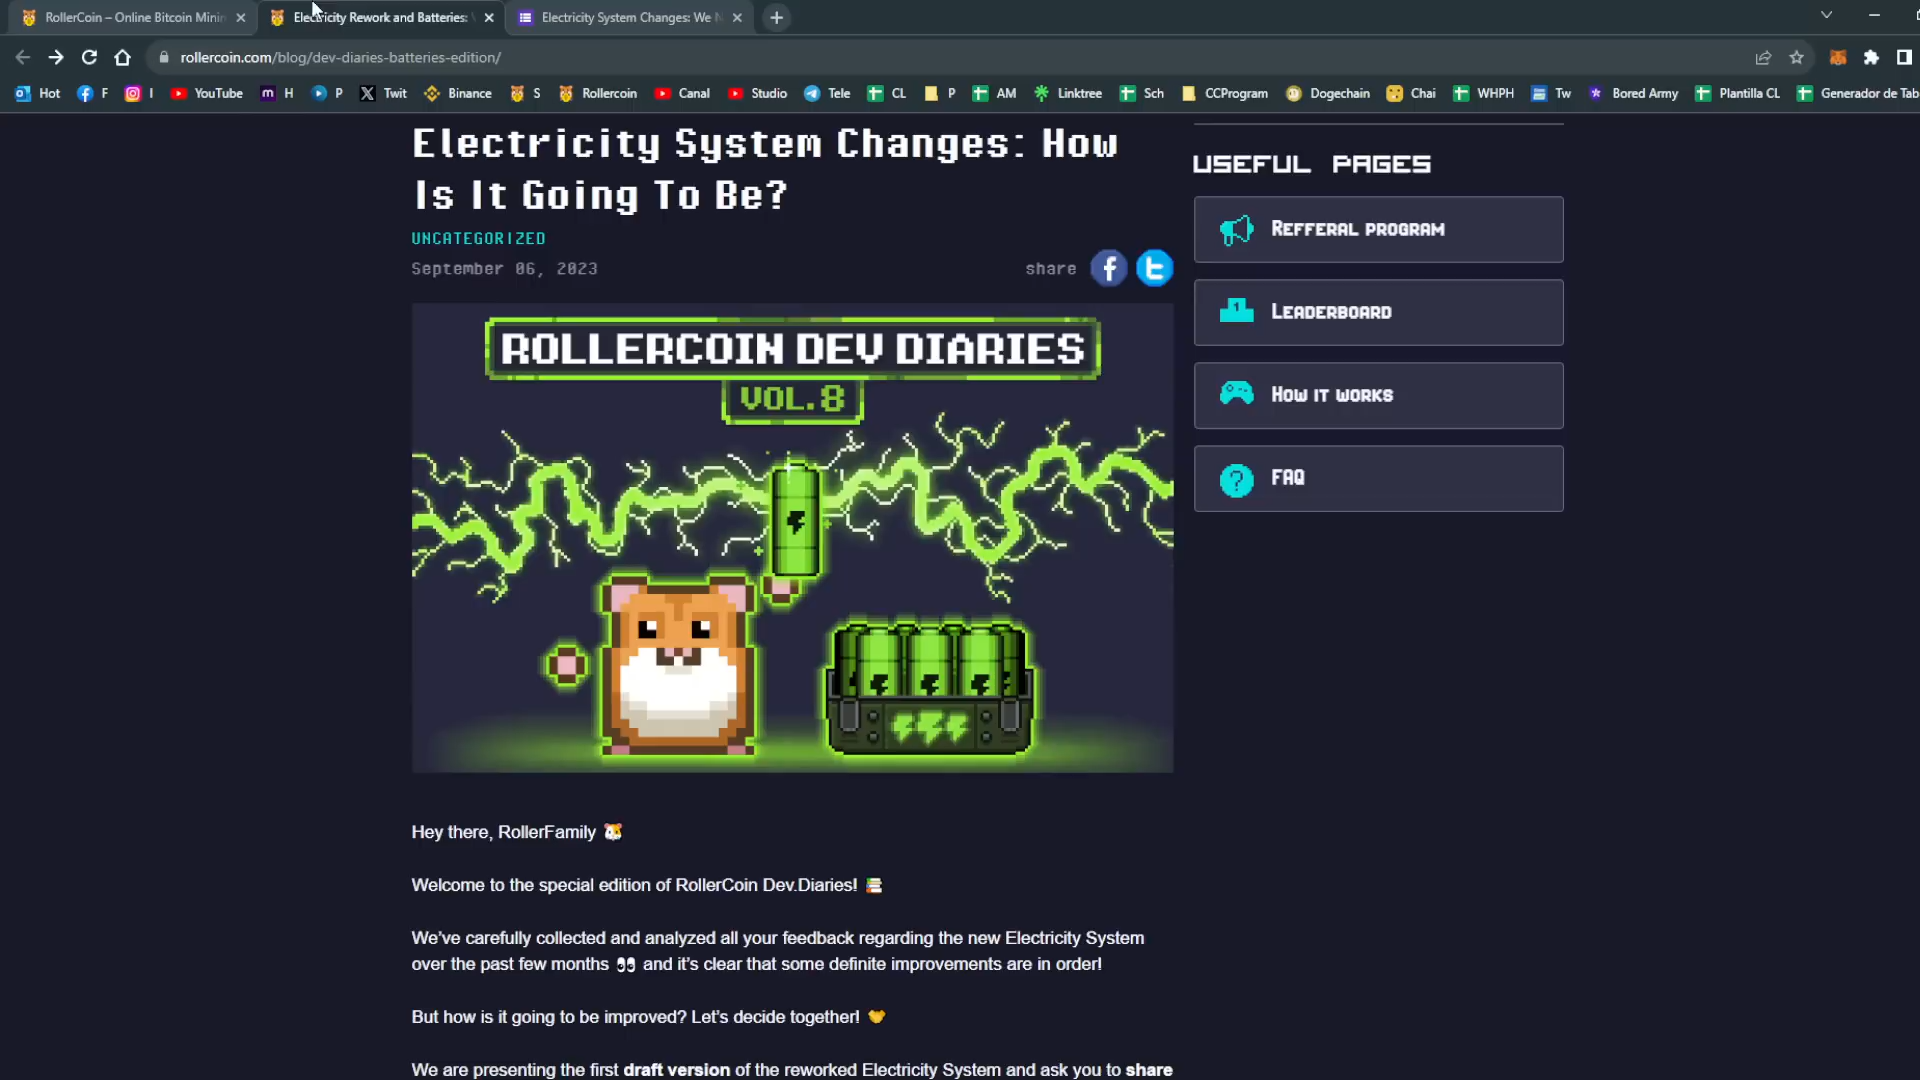 RollerCoin – Online Bitcoin Minin
Electricity Rework and Batteries:
Electricity System Changes: We N
rollercoin.com/blog/dev-diaries-batteries-edition/
Hot F I YouTube H P Twit Binance S Rollercoin Canal Studio Tele CL P AM Linktree Sch CCProgram Dogechain Chai WHPH Tw Bored Army Plantilla CL Generador de Tab
Electricity System Changes: How
Is It Going To Be?
UNCATEGORIZED
September 06, 2023
share
ROLLERCOIN DEV DIARIES
VOL.8
Hey there, RollerFamily 🐹
Welcome to the special edition of RollerCoin Dev.Diaries! 📚
We’ve carefully collected and analyzed all your feedback regarding the new Electricity System
over the past few months 👀 and it’s clear that some definite improvements are in order!
But how is it going to be improved? Let’s decide together! 🤝
We are presenting the first draft version of the reworked Electricity System and ask you to share
USEFUL PAGES
REFFERAL PROGRAM
LEADERBOARD
HOW IT WORKS
FAQ